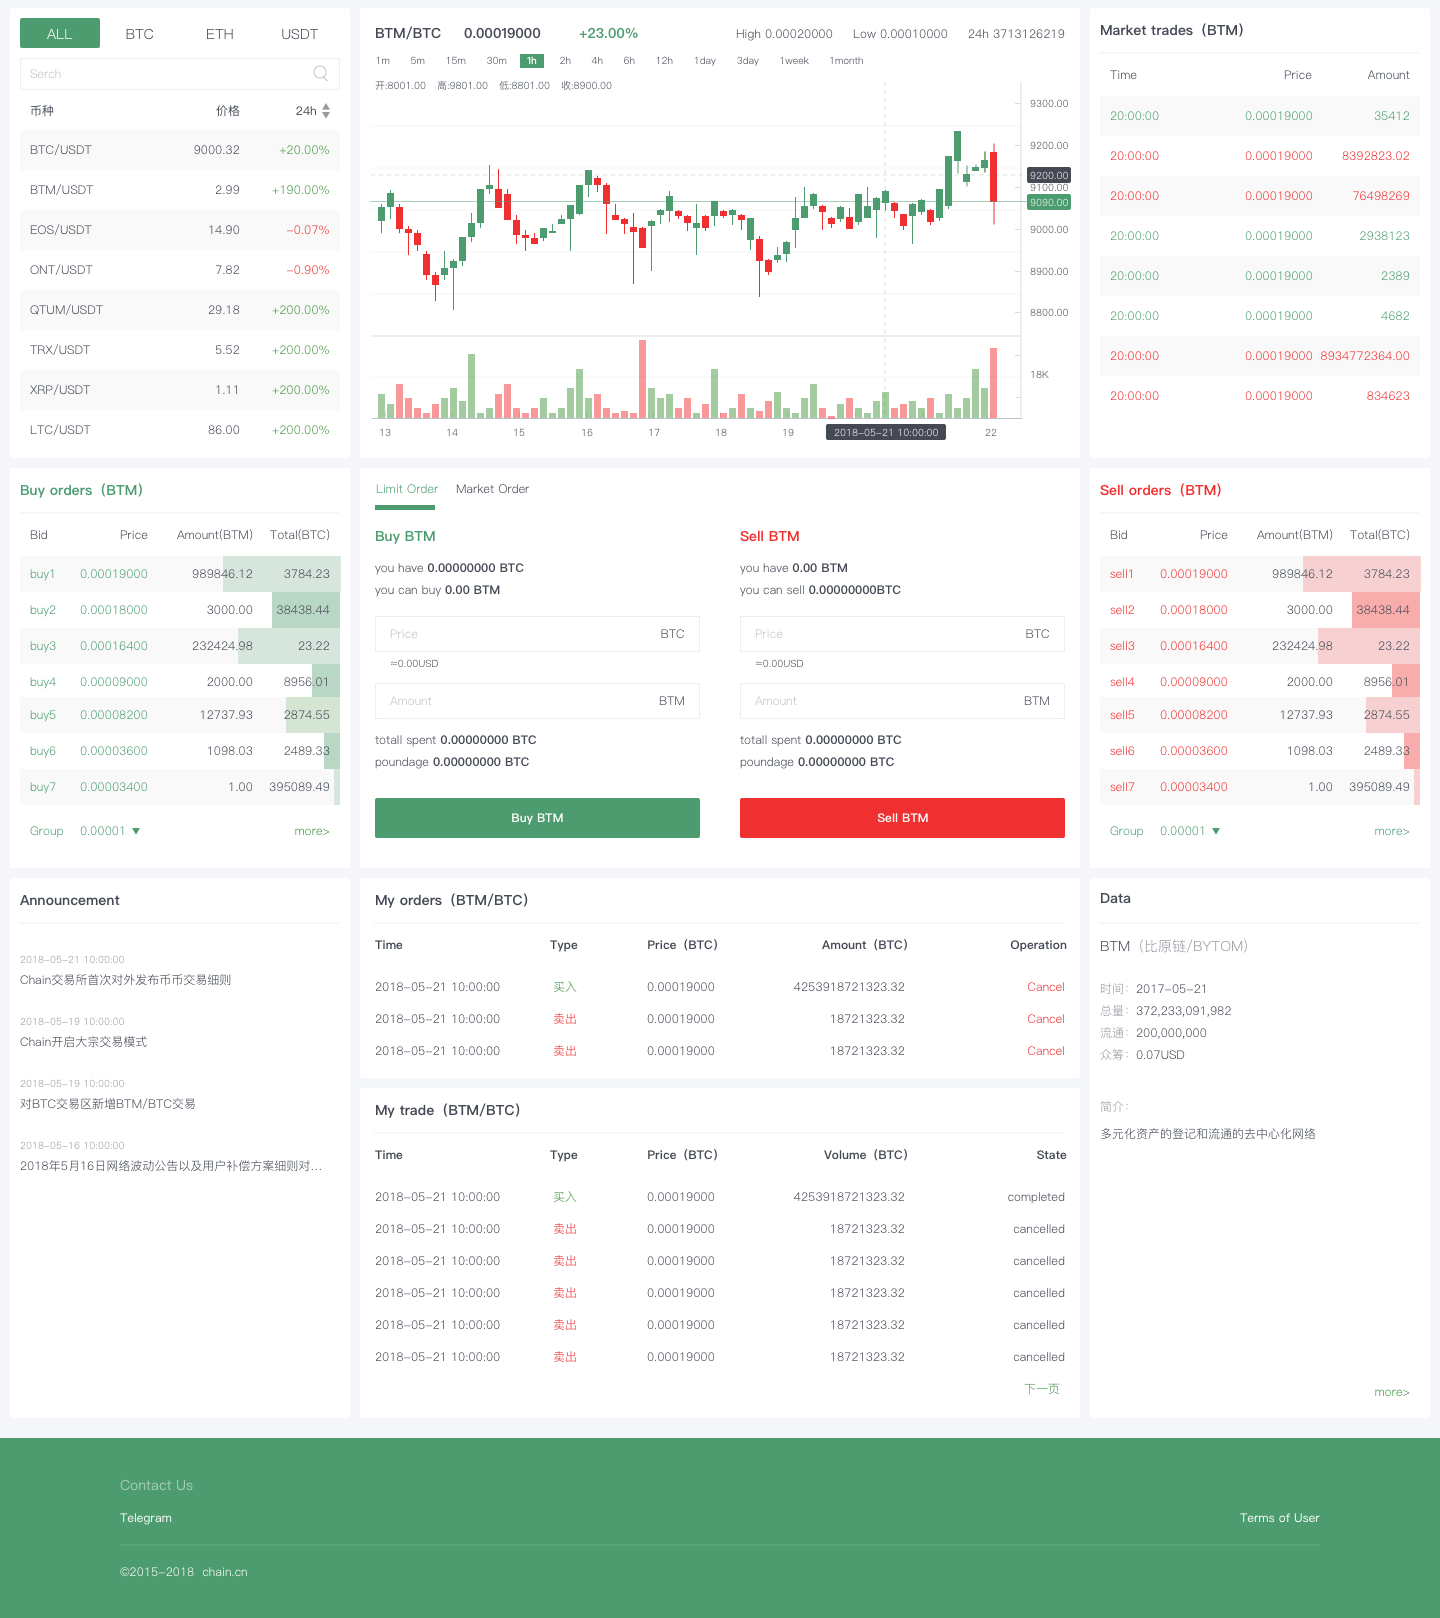 ALL BTC ETH USDT
Serch
币种 价格 24h
BTC/USDT 9000.32 +20.00%
BTM/USDT 2.99 +190.00%
EOS/USDT 14.90 -0.07%
ONT/USDT 7.82 -0.90%
QTUM/USDT 29.18 +200.00%
TRX/USDT 5.52 +200.00%
XRP/USDT 1.11 +200.00%
LTC/USDT 86.00 +200.00%
BTM/BTC 0.00019000 +23.00% High 0.00020000 Low 0.00010000 24h 3713126219
1m 5m 15m 30m 1h 2h 4h 6h 12h 1day 3day 1week 1month
开:8001.00 高:9801.00 低:8801.00 收:8900.00
9300.00
9200.00
9200.00
9100.00
9090.00
9000.00
8900.00
8800.00
18K
13 14 15 16 17 18 19 2018-05-21 10:00:00 22
Market trades（BTM）
Time Price Amount
20:00:00 0.00019000 35412
20:00:00 0.00019000 8392823.02
20:00:00 0.00019000 76498269
20:00:00 0.00019000 2938123
20:00:00 0.00019000 2389
20:00:00 0.00019000 4682
20:00:00 0.00019000 8934772364.00
20:00:00 0.00019000 834623
Buy orders（BTM）
Bid Price Amount(BTM) Total(BTC)
buy1 0.00019000 989846.12 3784.23
buy2 0.00018000 3000.00 38438.44
buy3 0.00016400 232424.98 23.22
buy4 0.00009000 2000.00 8956.01
buy5 0.00008200 12737.93 2874.55
buy6 0.00003600 1098.03 2489.33
buy7 0.00003400 1.00 395089.49
Group 0.00001 ▼ more>
Limit Order Market Order
Buy BTM
you have 0.00000000 BTC
you can buy 0.00 BTM
Price BTC
≈0.00USD
Amount BTM
totall spent 0.00000000 BTC
poundage 0.00000000 BTC
Buy BTM
Sell BTM
you have 0.00 BTM
you can sell 0.00000000BTC
Price BTC
≈0.00USD
Amount BTM
totall spent 0.00000000 BTC
poundage 0.00000000 BTC
Sell BTM
Sell orders（BTM）
Bid Price Amount(BTM) Total(BTC)
sell1 0.00019000 989846.12 3784.23
sell2 0.00018000 3000.00 38438.44
sell3 0.00016400 232424.98 23.22
sell4 0.00009000 2000.00 8956.01
sell5 0.00008200 12737.93 2874.55
sell6 0.00003600 1098.03 2489.33
sell7 0.00003400 1.00 395089.49
Group 0.00001 ▼ more>
Announcement
2018-05-21 10:00:00
Chain交易所首次对外发布币币交易细则
2018-05-19 10:00:00
Chain开启大宗交易模式
2018-05-19 10:00:00
对BTC交易区新增BTM/BTC交易
2018-05-16 10:00:00
2018年5月16日网络波动公告以及用户补偿方案细则对...
My orders（BTM/BTC）
Time Type Price（BTC） Amount（BTC） Operation
2018-05-21 10:00:00 买入 0.00019000 4253918721323.32 Cancel
2018-05-21 10:00:00 卖出 0.00019000 18721323.32 Cancel
2018-05-21 10:00:00 卖出 0.00019000 18721323.32 Cancel
My trade（BTM/BTC）
Time Type Price（BTC） Volume（BTC） State
2018-05-21 10:00:00 买入 0.00019000 4253918721323.32 completed
2018-05-21 10:00:00 卖出 0.00019000 18721323.32 cancelled
2018-05-21 10:00:00 卖出 0.00019000 18721323.32 cancelled
2018-05-21 10:00:00 卖出 0.00019000 18721323.32 cancelled
2018-05-21 10:00:00 卖出 0.00019000 18721323.32 cancelled
2018-05-21 10:00:00 卖出 0.00019000 18721323.32 cancelled
下一页
Data
BTM（比原链/BYTOM）
时间：2017-05-21
总量：372,233,091,982
流通：200,000,000
众筹：0.07USD
简介：
多元化资产的登记和流通的去中心化网络
more>
Contact Us
Telegram Terms of User
©2015-2018 chain.cn